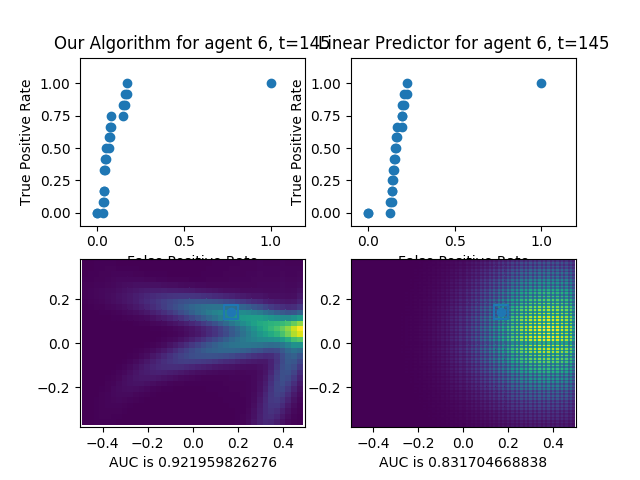 Our Algorithm for agent 6, t=145
Linear Predictor for agent 6, t=145
True Positive Rate
1.00
0.75
0.50
0.25
0.00
0.0 0.5 1.0
False Positive Rate
True Positive Rate
1.00
0.75
0.50
0.25
0.00
0.0 0.5 1.0
False Positive Rate
0.2
0.0
−0.2
−0.4 −0.2 0.0 0.2 0.4
AUC is 0.921959826276
0.2
0.0
−0.2
−0.4 −0.2 0.0 0.2 0.4
AUC is 0.831704668838